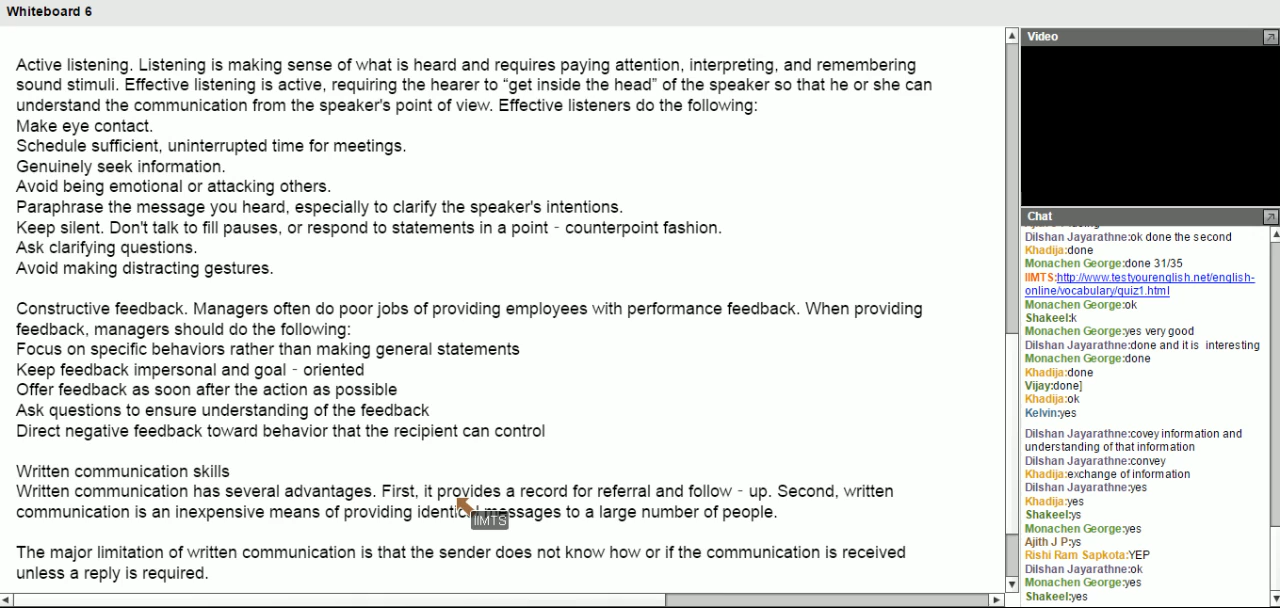 Whiteboard 6
Active listening. Listening is making sense of what is heard and requires paying attention, interpreting, and remembering
sound stimuli. Effective listening is active, requiring the hearer to “get inside the head” of the speaker so that he or she can
understand the communication from the speaker's point of view. Effective listeners do the following:
Make eye contact.
Schedule sufficient, uninterrupted time for meetings.
Genuinely seek information.
Avoid being emotional or attacking others.
Paraphrase the message you heard, especially to clarify the speaker's intentions.
Keep silent. Don't talk to fill pauses, or respond to statements in a point - counterpoint fashion.
Ask clarifying questions.
Avoid making distracting gestures.
Constructive feedback. Managers often do poor jobs of providing employees with performance feedback. When providing
feedback, managers should do the following:
Focus on specific behaviors rather than making general statements
Keep feedback impersonal and goal - oriented
Offer feedback as soon after the action as possible
Ask questions to ensure understanding of the feedback
Direct negative feedback toward behavior that the recipient can control
Written communication skills
Written communication has several advantages. First, it provides a record for referral and follow - up. Second, written
communication is an inexpensive means of providing identical messages to a large number of people.
IIMTS
The major limitation of written communication is that the sender does not know how or if the communication is received
unless a reply is required.
Video
Chat
Dilshan Jayarathne:ok done the second
Khadija:done
Monachen George:done 31/35
IIMTS:http://www.testyourenglish.net/english-
online/vocabulary/quiz1.html
Monachen George:ok
Shakeel:k
Monachen George:yes very good
Dilshan Jayarathne:done and it is interesting
Monachen George:done
Khadija:done
Vijay:done]
Khadija:ok
Kelvin:yes
Dilshan Jayarathne:covey information and
understanding of that information
Dilshan Jayarathne:convey
Khadija:exchange of information
Dilshan Jayarathne:yes
Khadija:yes
Shakeel:ys
Monachen George:yes
Ajith J P:ys
Rishi Ram Sapkota:YEP
Dilshan Jayarathne:ok
Monachen George:yes
Shakeel:yes